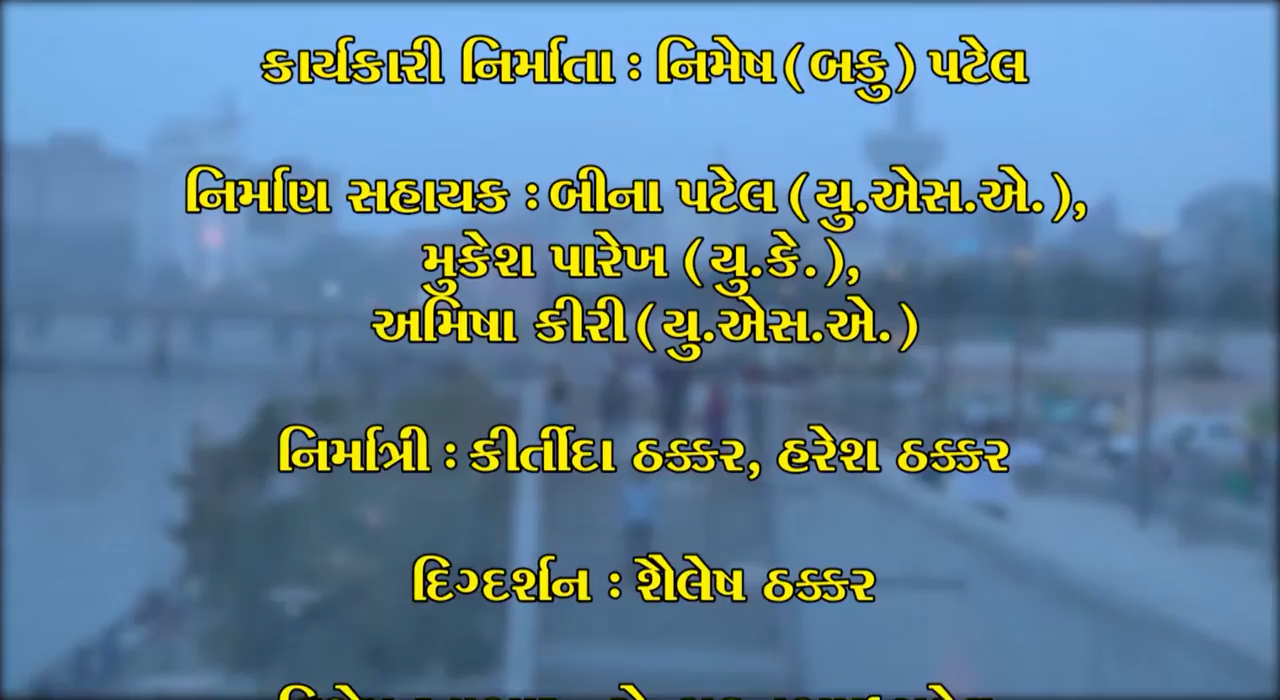 કાર્યકારી નિર્માતા : નિમેષ (બકુ) પટેલ
નિર્માણ સહાયક : બીના પટેલ (યુ.એસ.એ.),
મુકેશ પારેખ (યુ.કે.),
અમિષા કીરી (યુ.એસ.એ.)
નિર્માત્રી : કીર્તીદા ઠક્કર, હરેશ ઠક્કર
દિગ્દર્શન : શૈલેષ ઠક્કર